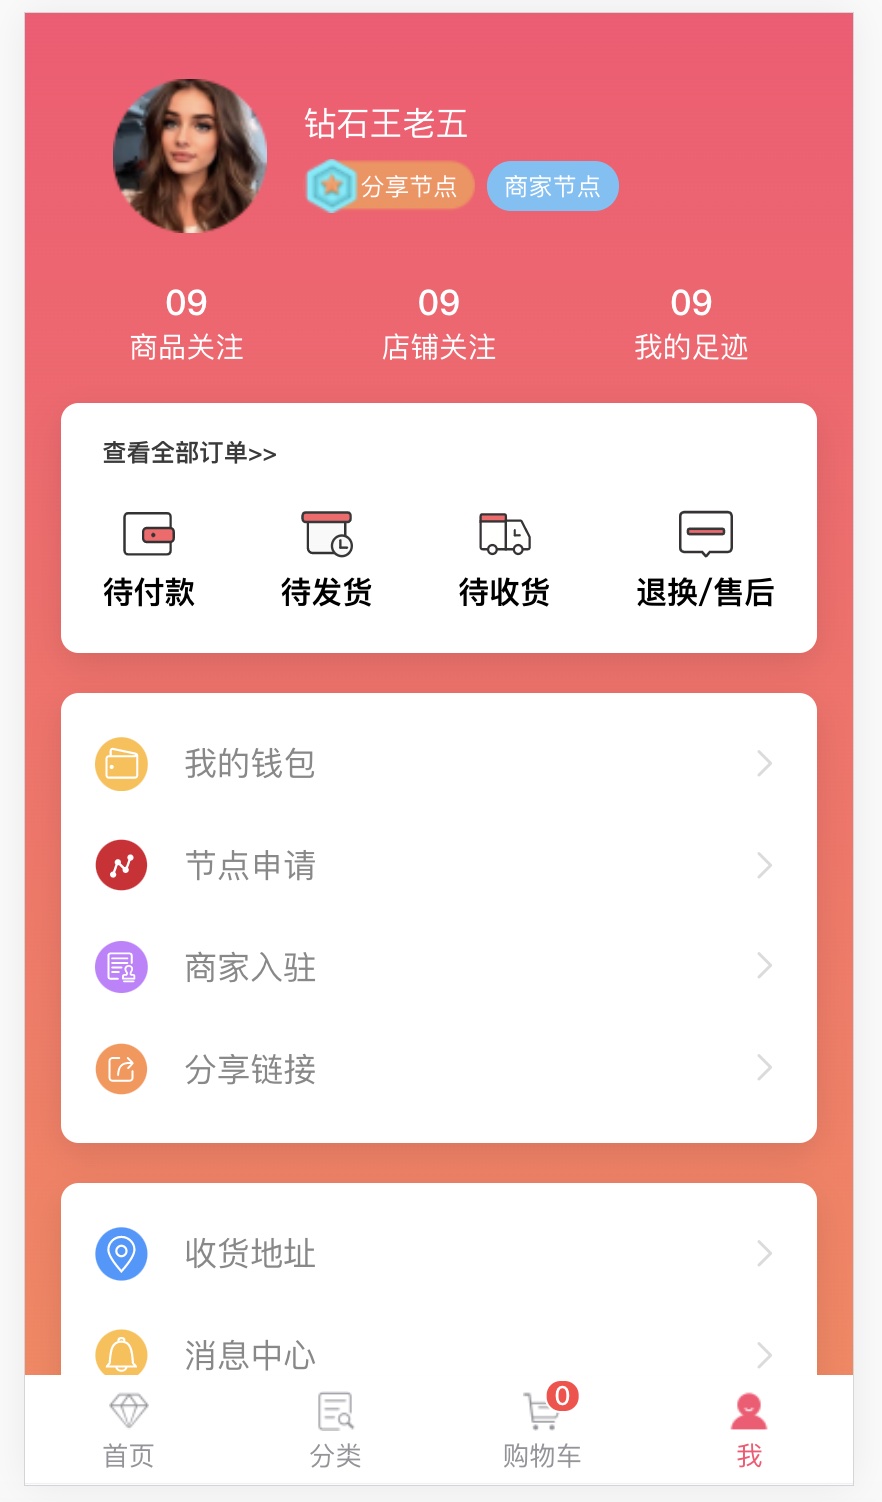 钻石王老五
分享节点 商家节点
09 09 09
商品关注 店铺关注 我的足迹
查看全部订单>>
待付款 待发货 待收货 退换/售后
我的钱包
节点申请
商家入驻
分享链接
收货地址
消息中心
0
首页 分类 购物车 我